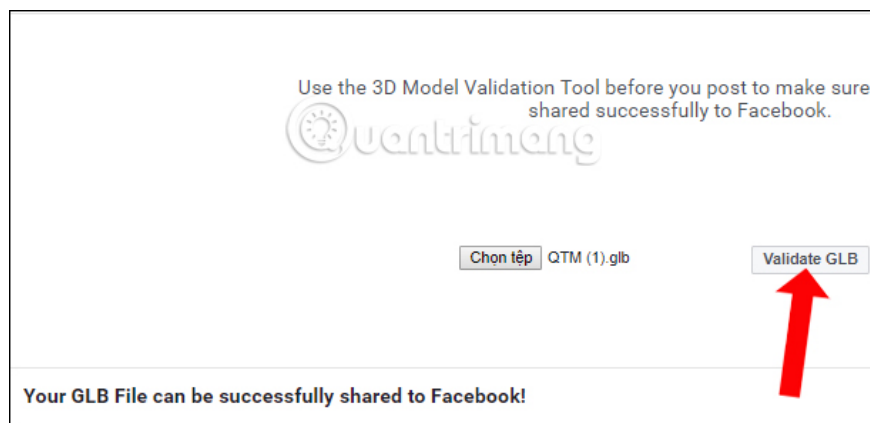 Use the 3D Model Validation Tool before you post to make sure
shared successfully to Facebook.
Quantrimang
Chọn tệp QTM (1).glb Validate GLB
Your GLB File can be successfully shared to Facebook!